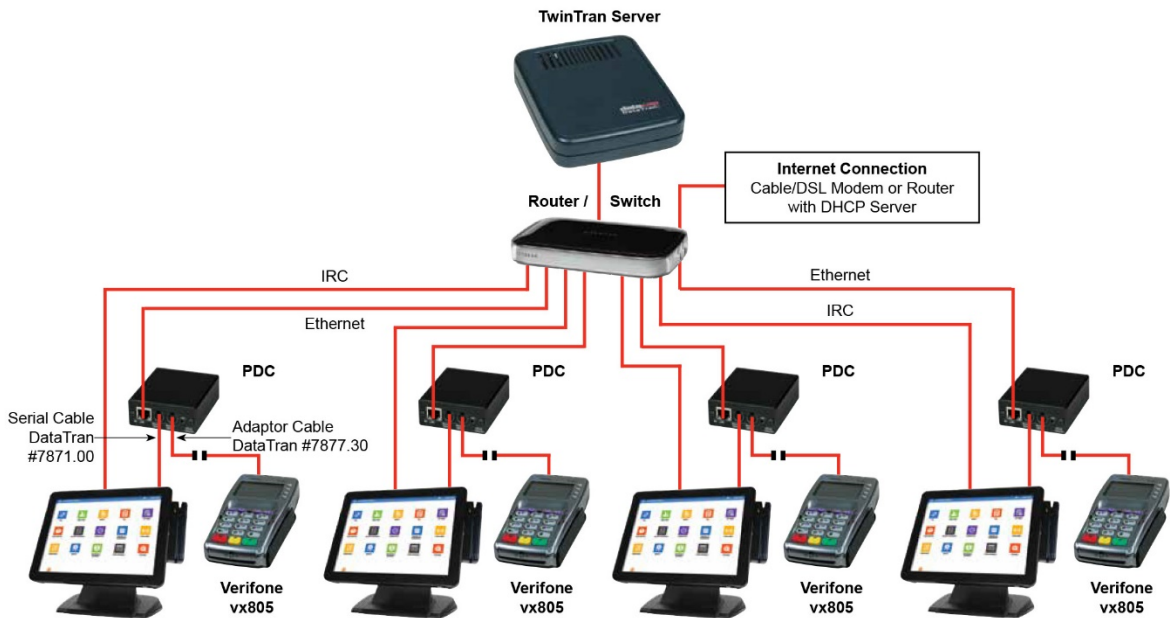 TwinTran Server
Internet Connection
Cable/DSL Modem or Router
with DHCP Server
Router / Switch
IRC
Ethernet
Ethernet
IRC
PDC
PDC
PDC
PDC
Serial Cable
DataTran
#7871.00
Adaptor Cable
DataTran #7877.30
Verifone
vx805
Verifone
vx805
Verifone
vx805
Verifone
vx805